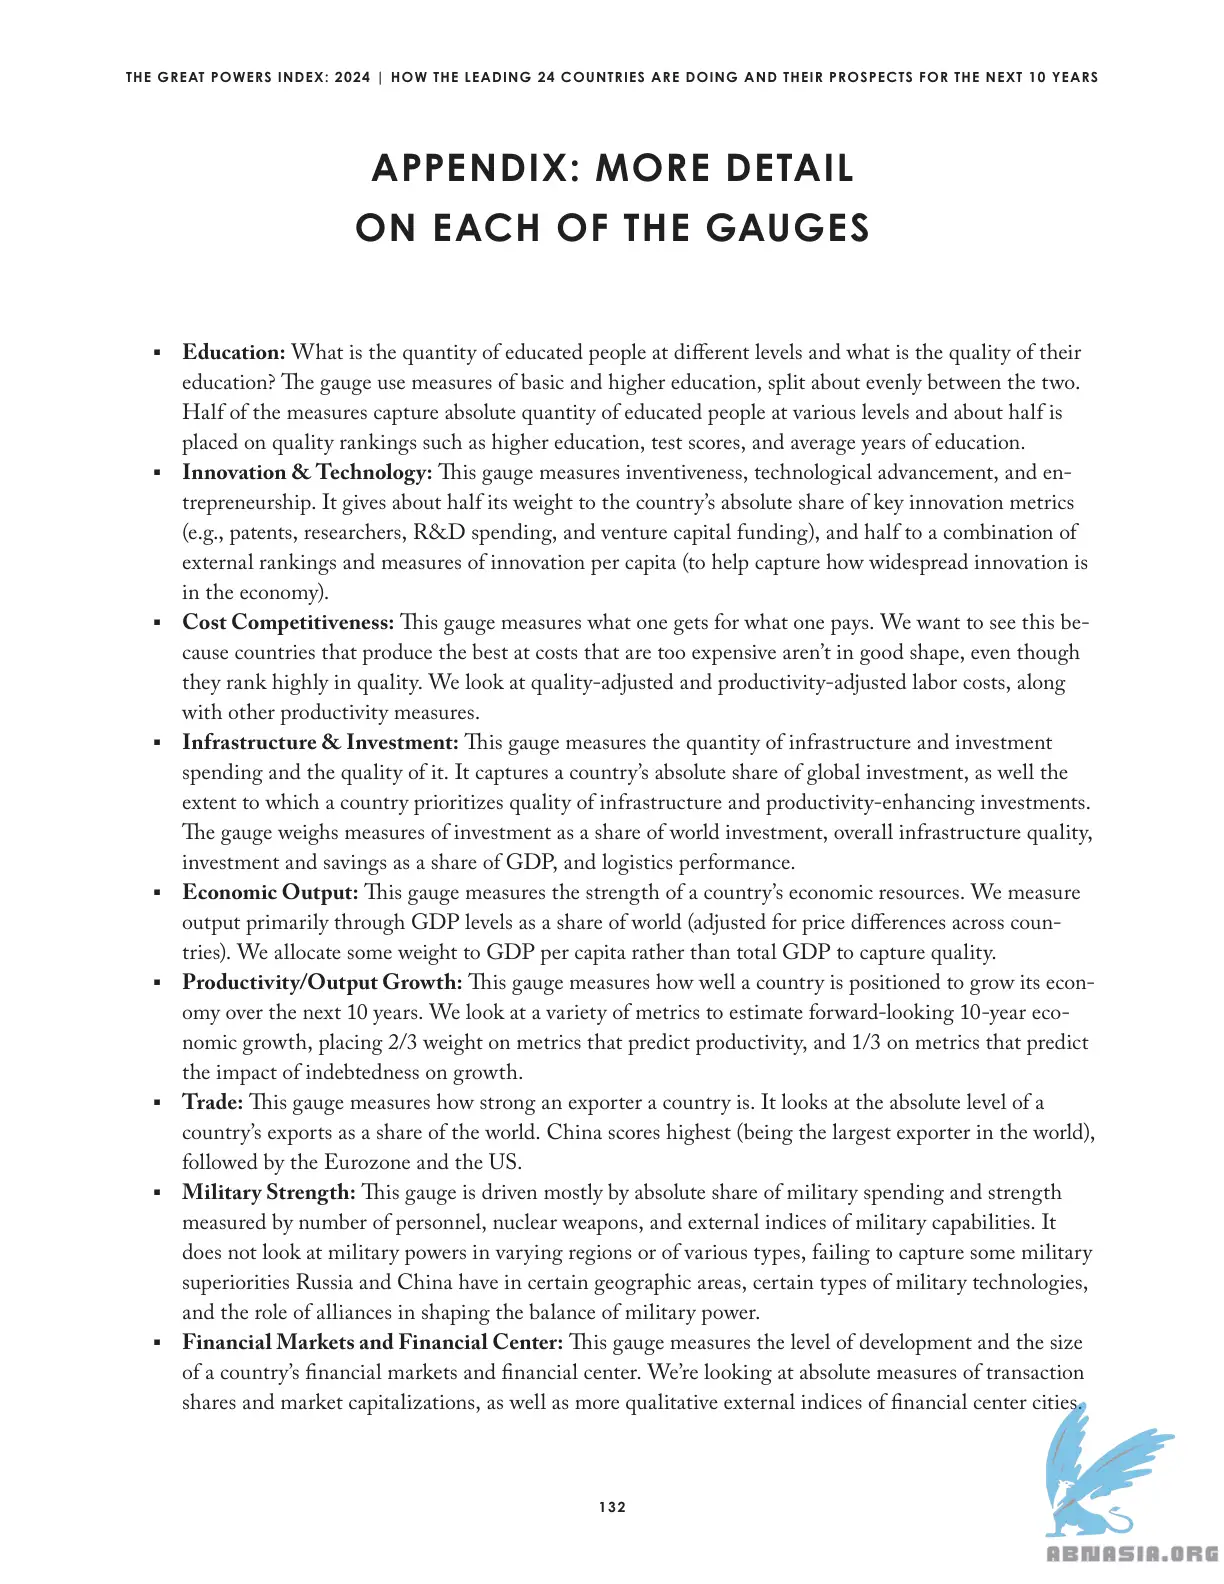 THE GREAT POWERS INDEX: 2024 | HOW THE LEADING 24 COUNTRIES ARE DOING AND THEIR PROSPECTS FOR THE NEXT 10 YEARS
APPENDIX: MORE DETAIL
ON EACH OF THE GAUGES
▪ Education: What is the quantity of educated people at different levels and what is the quality of their
education? The gauge use measures of basic and higher education, split about evenly between the two.
Half of the measures capture absolute quantity of educated people at various levels and about half is
placed on quality rankings such as higher education, test scores, and average years of education.
▪ Innovation & Technology: This gauge measures inventiveness, technological advancement, and en-
trepreneurship. It gives about half its weight to the country's absolute share of key innovation metrics
(e.g., patents, researchers, R&D spending, and venture capital funding), and half to a combination of
external rankings and measures of innovation per capita (to help capture how widespread innovation is
in the economy).
▪ Cost Competitiveness: This gauge measures what one gets for what one pays. We want to see this be-
cause countries that produce the best at costs that are too expensive aren't in good shape, even though
they rank highly in quality. We look at quality-adjusted and productivity-adjusted labor costs, along
with other productivity measures.
▪ Infrastructure & Investment: This gauge measures the quantity of infrastructure and investment
spending and the quality of it. It captures a country's absolute share of global investment, as well the
extent to which a country prioritizes quality of infrastructure and productivity-enhancing investments.
The gauge weighs measures of investment as a share of world investment, overall infrastructure quality,
investment and savings as a share of GDP, and logistics performance.
▪ Economic Output: This gauge measures the strength of a country's economic resources. We measure
output primarily through GDP levels as a share of world (adjusted for price differences across coun-
tries). We allocate some weight to GDP per capita rather than total GDP to capture quality.
▪ Productivity/Output Growth: This gauge measures how well a country is positioned to grow its econ-
omy over the next 10 years. We look at a variety of metrics to estimate forward-looking 10-year eco-
nomic growth, placing 2/3 weight on metrics that predict productivity, and 1/3 on metrics that predict
the impact of indebtedness on growth.
▪ Trade: This gauge measures how strong an exporter a country is. It looks at the absolute level of a
country's exports as a share of the world. China scores highest (being the largest exporter in the world),
followed by the Eurozone and the US.
▪ Military Strength: This gauge is driven mostly by absolute share of military spending and strength
measured by number of personnel, nuclear weapons, and external indices of military capabilities. It
does not look at military powers in varying regions or of various types, failing to capture some military
superiorities Russia and China have in certain geographic areas, certain types of military technologies,
and the role of alliances in shaping the balance of military power.
▪ Financial Markets and Financial Center: This gauge measures the level of development and the size
of a country's financial markets and financial center. We're looking at absolute measures of transaction
shares and market capitalizations, as well as more qualitative external indices of financial center cities.
132
ABNASIA.ORG